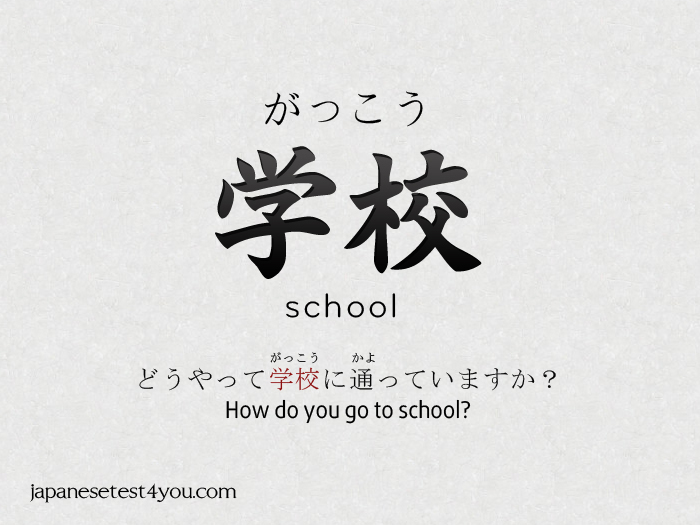 がっこう
学校
school
がっこう かよ
どうやって学校に通っていますか？
How do you go to school?
japanesetest4you.com